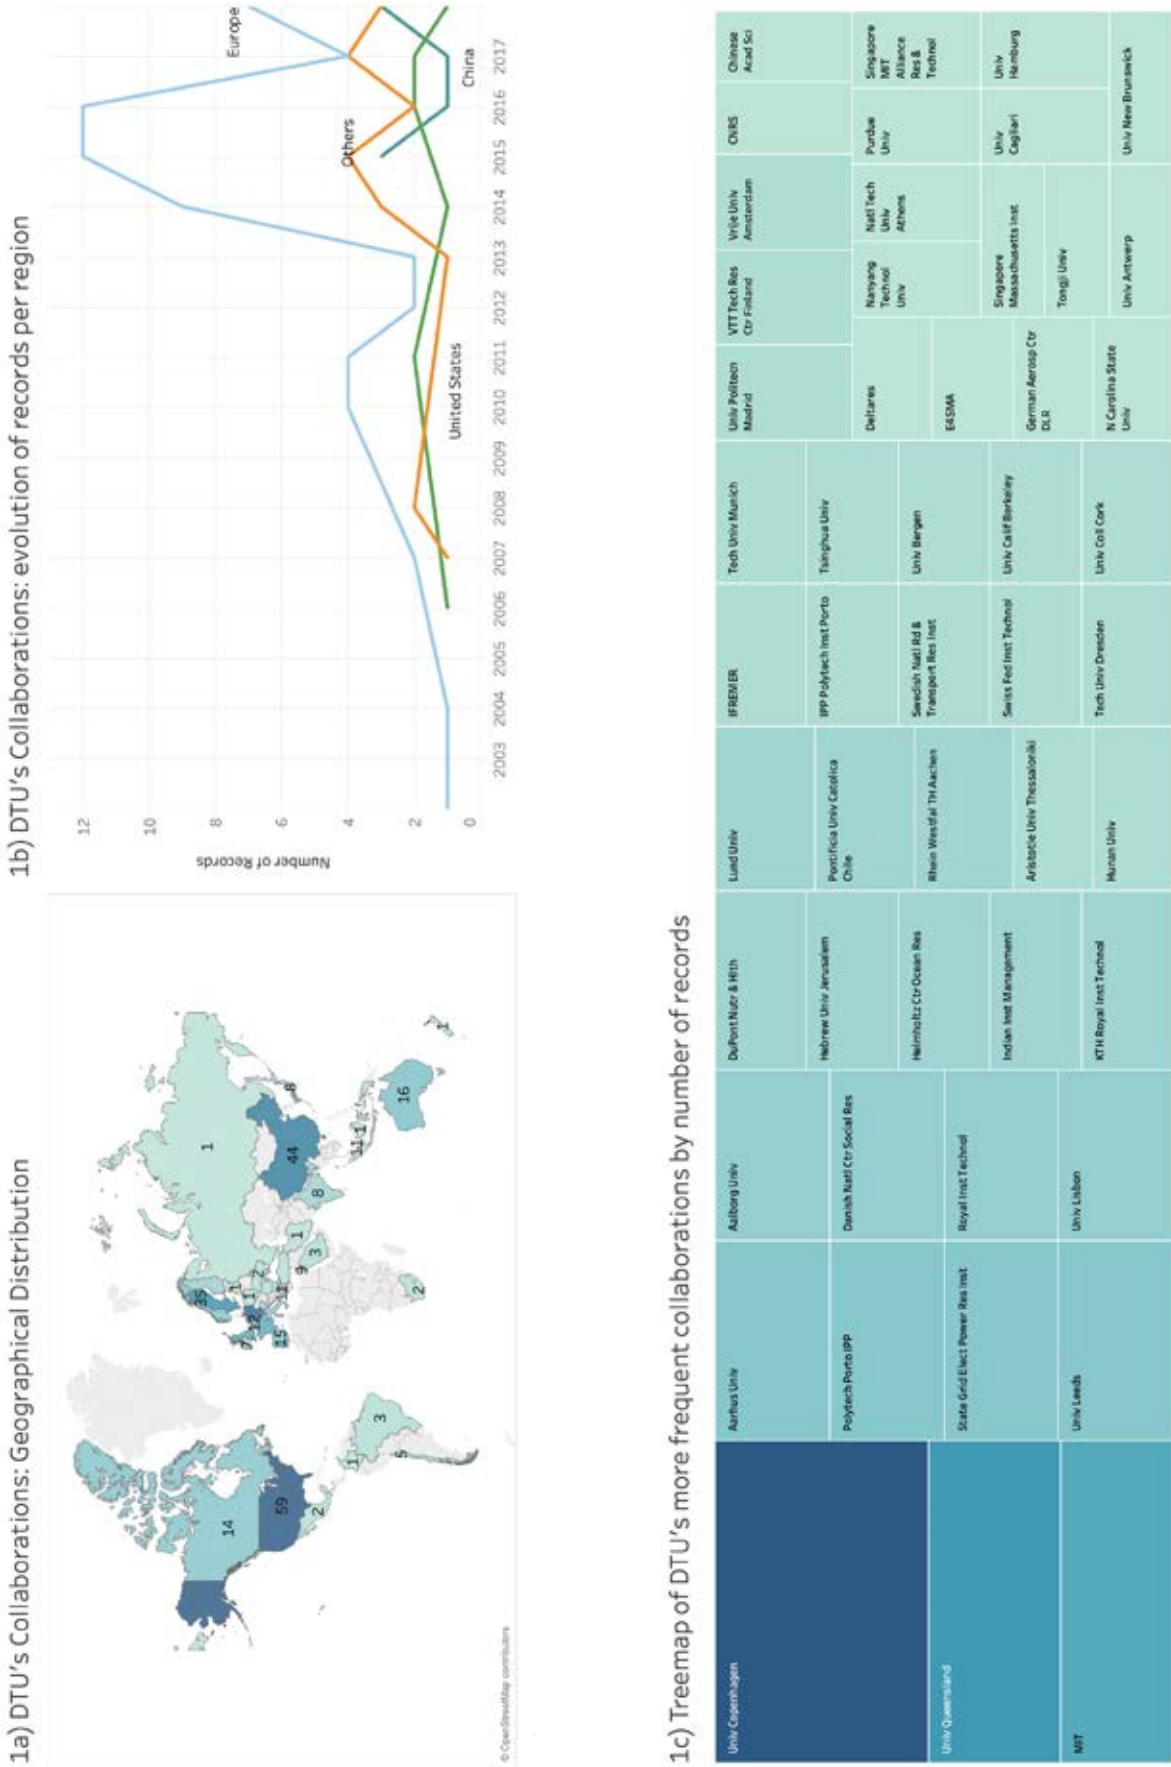 1a) DTU's Collaborations: Geographical Distribution
14
59
2
1
3
5
35
12
15
7
1
1
2
11
9
3
1
1
8
44
8
11
1
16
1
© OpenStreetMap contributors
1b) DTU's Collaborations: evolution of records per region
Number of Records
12
10
8
6
4
2
0
Europe
Others
China
United States
2003
2004
2005
2006
2007
2008
2009
2010
2011
2012
2013
2014
2015
2016
2017
1c) Treemap of DTU's more frequent collaborations by number of records
Univ Copenhagen
Univ Queensland
MIT
Aarhus Univ
Polytech Porto IPP
State Grid Elect Power Res Inst
Univ Leeds
Aalborg Univ
Danish Natl Ctr Social Res
Royal Inst Technol
Univ Lisbon
DuPont Nutr & Hlth
Hebrew Univ Jerusalem
Helmholtz Ctr Ocean Res
Indian Inst Management
KTH Royal Inst Technol
Lund Univ
Pontificia Univ Catolica
Chile
Rhein Westfal TH Aachen
Aristotle Univ Thessaloniki
Hunan Univ
IFREMER
IPP Polytech Inst Porto
Swedish Natl Rd &
Transport Res Inst
Swiss Fed Inst Technol
Tech Univ Dresden
Tech Univ Munich
Tsinghua Univ
Univ Bergen
Univ Calif Berkeley
Univ Coll Cork
Univ Politecn
Madrid
VTT Tech Res
Ctr Finland
Vrije Univ
Amsterdam
CNRS
Chinese
Acad Sci
Deltares
E4SMA
German Aerosp Ctr
DLR
N Carolina State
Univ
Nanyang
Technol
Univ
Natl Tech
Univ
Athens
Purdue
Univ
Singapore
MIT
Alliance
Res &
Technol
Singapore
Massachusetts Inst
Tongji Univ
Univ Antwerp
Univ
Cagliari
Univ
Hamburg
Univ New Brunswick